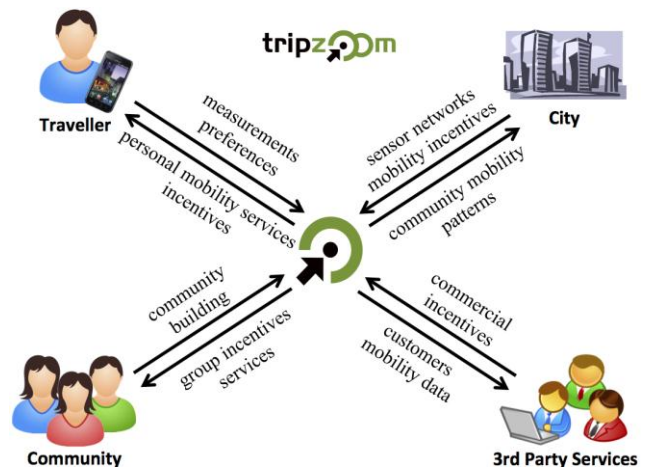 tripzoom
Traveller
City
measurements
preferences
personal mobility services
incentives
sensor networks
mobility incentives
community mobility
patterns
community
building
group incentives
services
commercial
incentives
customers
mobility data
Community
3rd Party Services